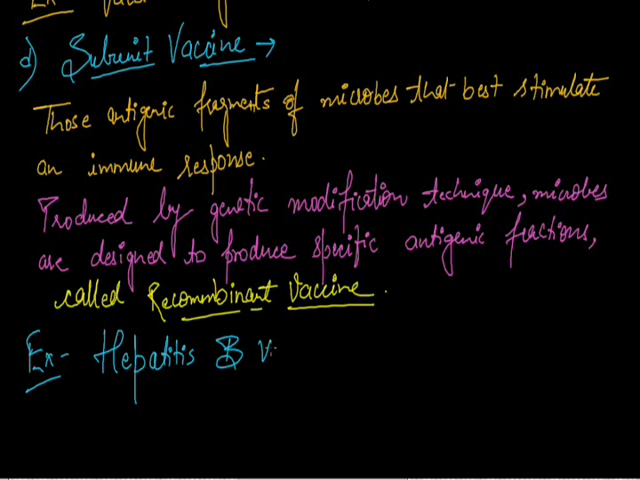 d) Subunit Vaccine →
Those antigenic fragments of microbes that best stimulate
an immune response.
Produced by genetic modification technique, microbes
are designed to produce specific antigenic fractions,
called Recommbinant Vaccine.
Ex- Hepatitis B v